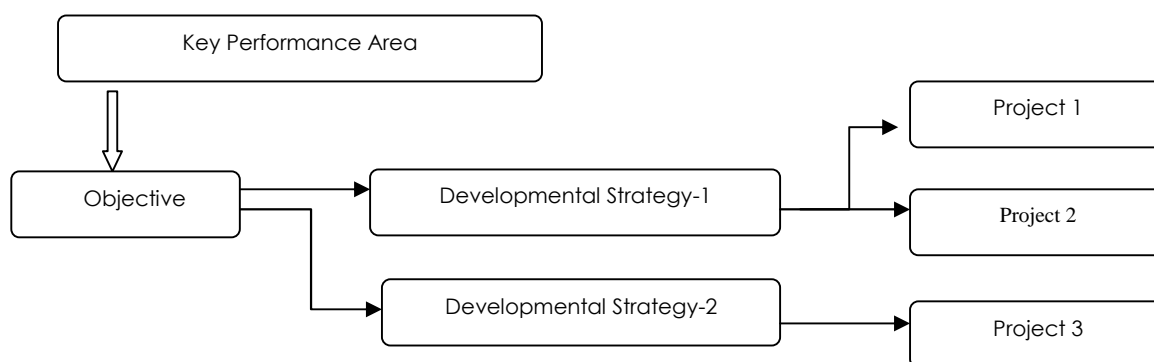 Key Performance Area
Project 1
Objective
Developmental Strategy-1
Project 2
Developmental Strategy-2
Project 3